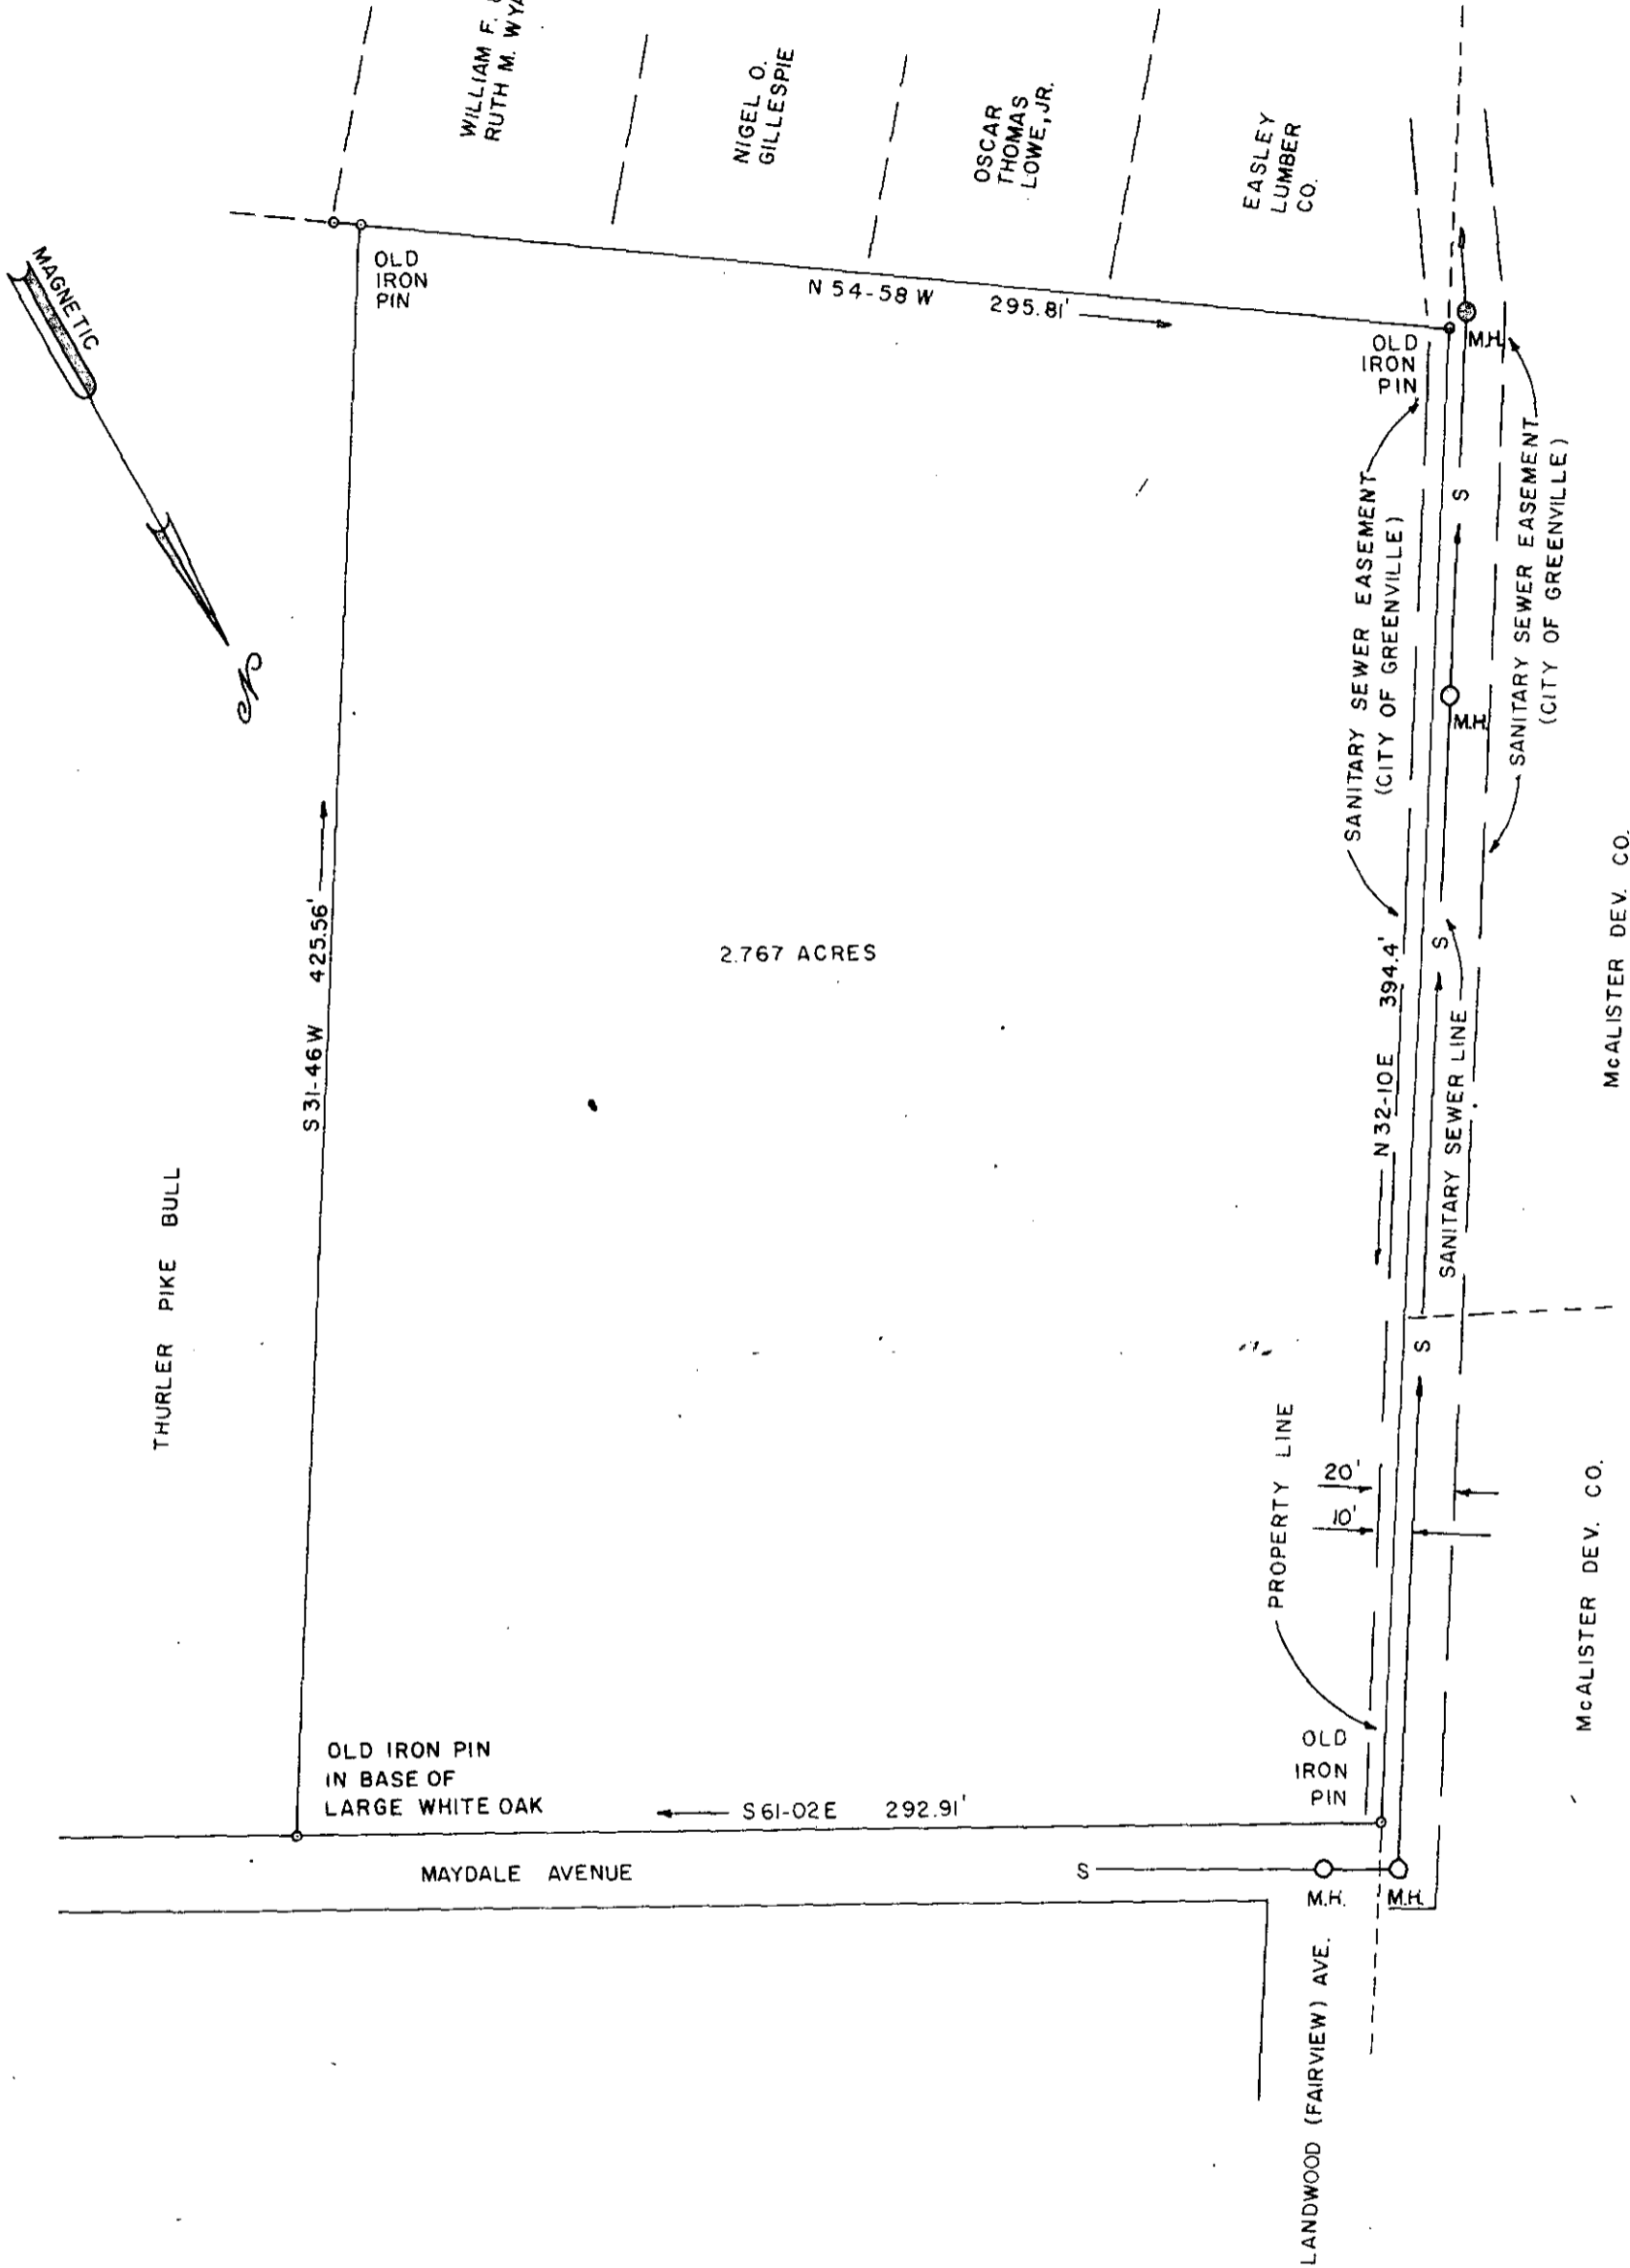 WILLIAM F.
RUTH M.
NIGEL O.
GILLESPIE
OSCAR
THOMAS
LOWE, JR.
EASLEY
LUMBER
CO.
MAGNETIC
N
OLD
IRON
PIN
N 54-58 W 295.81'
OLD
IRON
PIN
M.H.
SANITARY SEWER EASEMENT
(CITY OF GREENVILLE)
SANITARY SEWER EASEMENT
(CITY OF GREENVILLE)
S
M.H.
S 31-46 W 425.56'
2.767 ACRES
N 32-10 E 394.4'
S
SANITARY SEWER LINE
McALISTER DEV. CO.
THURLER PIKE BULL
S
PROPERTY LINE
20'
10'
McALISTER DEV. CO.
OLD IRON PIN
IN BASE OF
LARGE WHITE OAK
OLD
IRON
PIN
S 61-02 E 292.91'
MAYDALE AVENUE
S
M.H.
M.H.
LANDWOOD (FAIRVIEW) AVE.